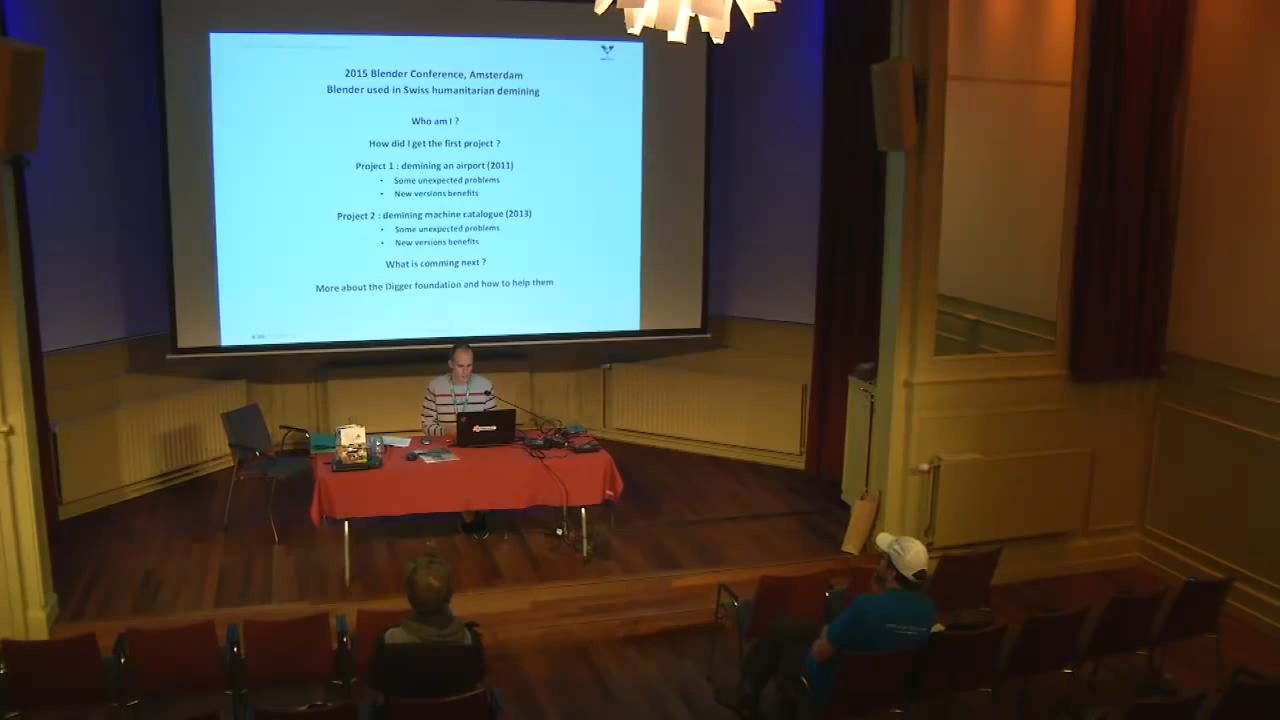 2015 Blender Conference, Amsterdam
Blender used in Swiss humanitarian demining
Who am I ?
How did I get the first project ?
Project 1 : demining an airport (2011)
• Some unexpected problems
• New versions benefits
Project 2 : demining machine catalogue (2013)
• Some unexpected problems
• New versions benefits
What is comming next ?
More about the Digger foundation and how to help them